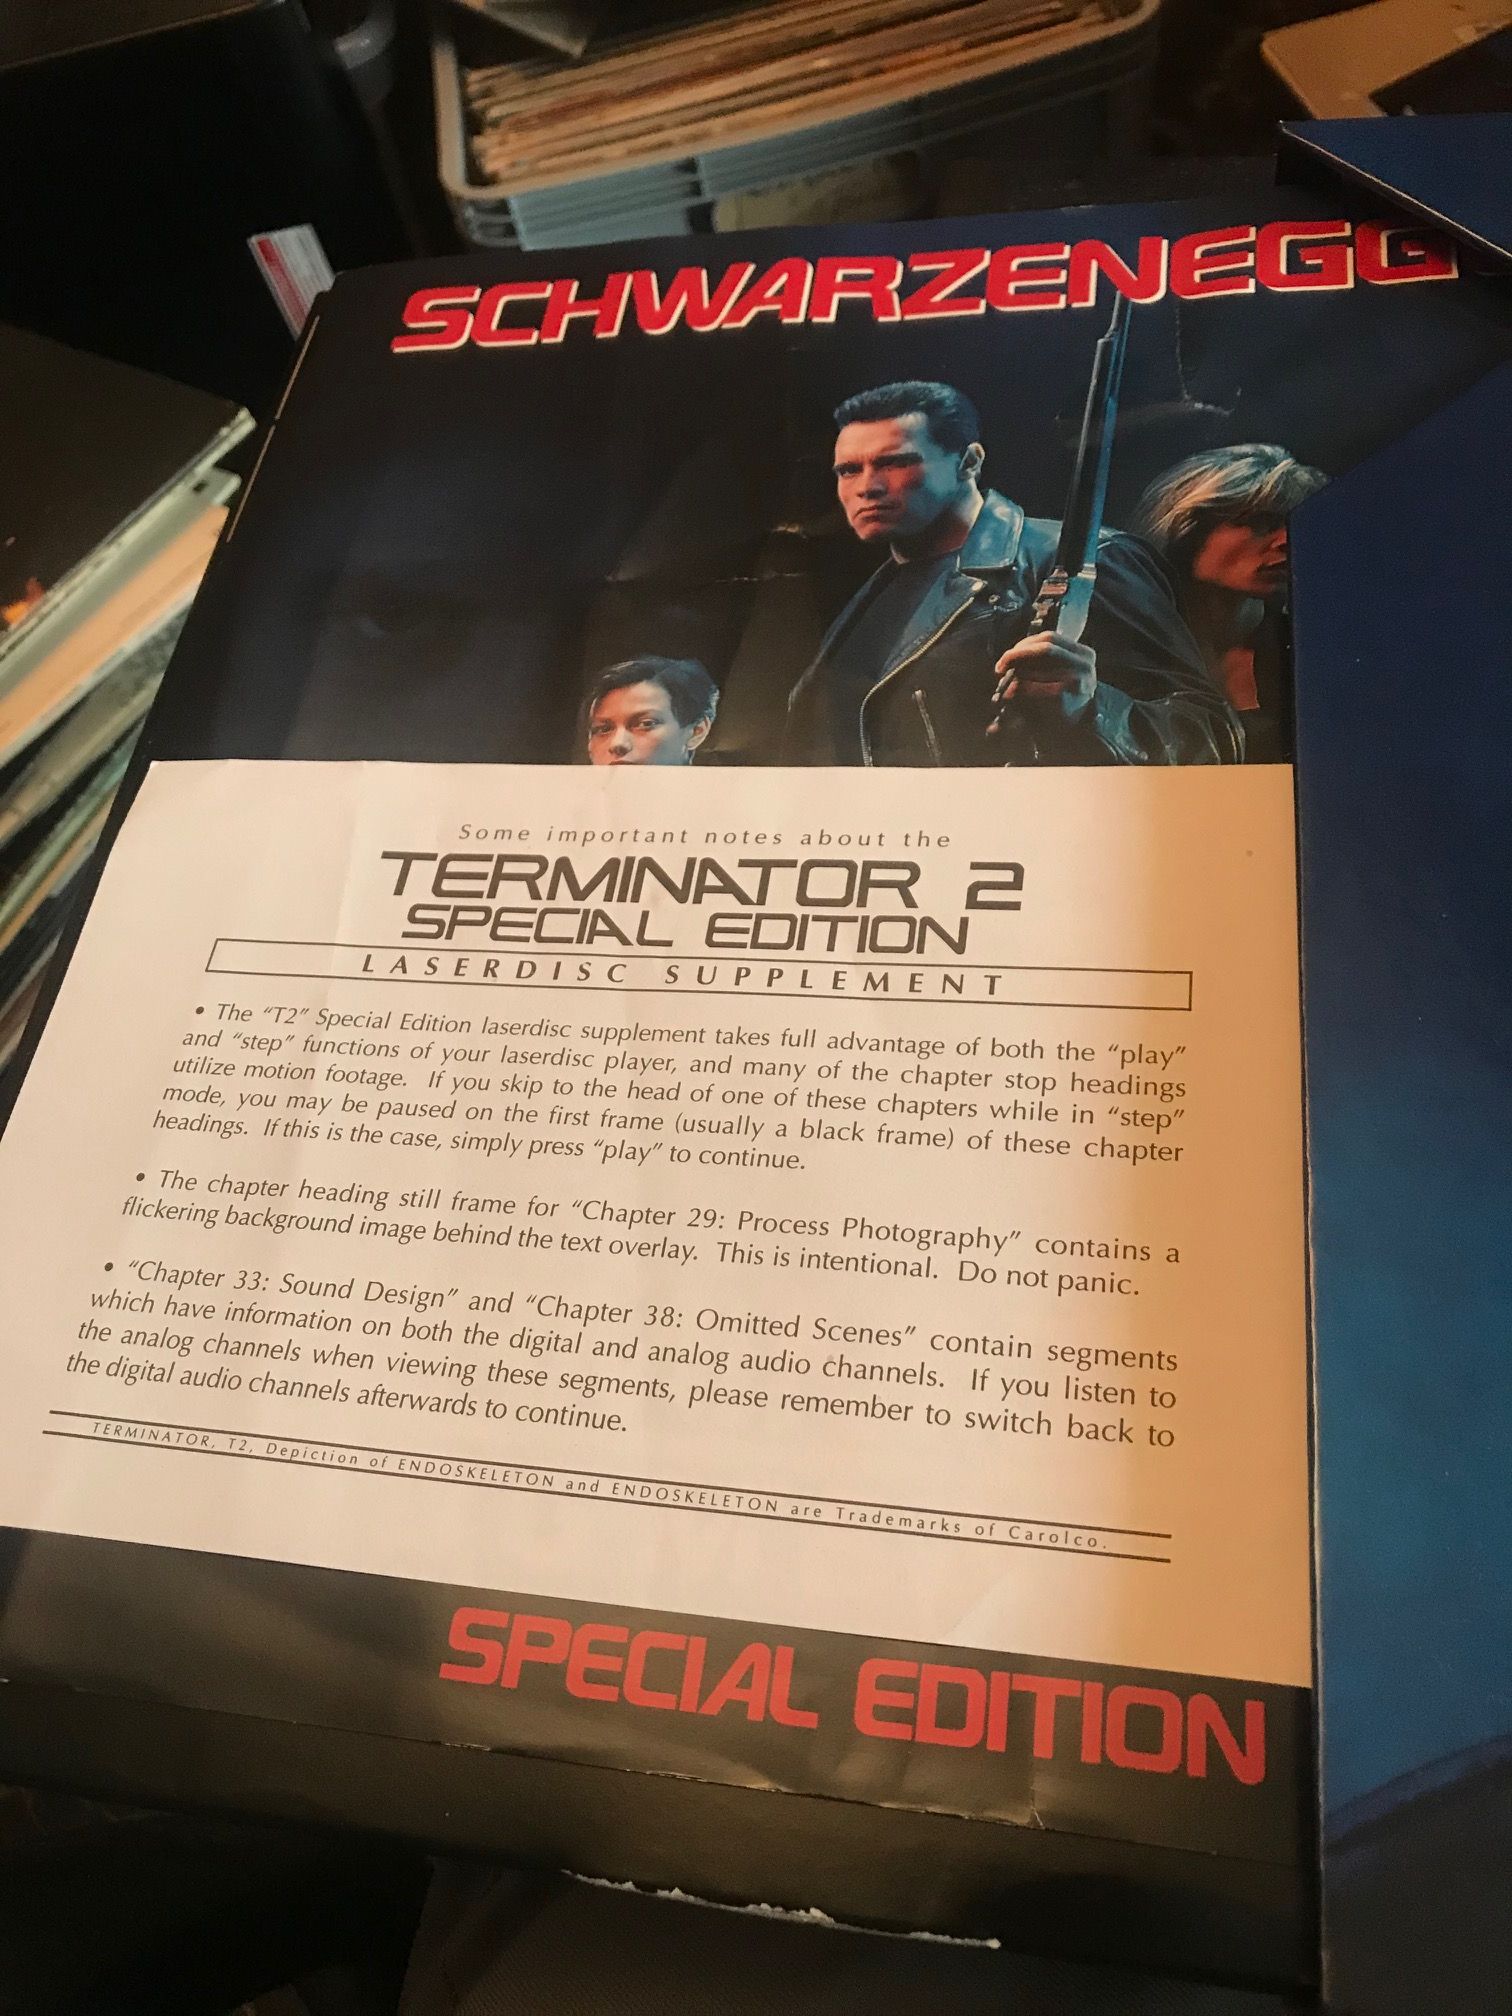 SCHWARZENEGG
Some important notes about the
TERMINATOR 2
SPECIAL EDITION
LASERDISC SUPPLEMENT
• The “T2” Special Edition laserdisc supplement takes full advantage of both the “play”
and “step” functions of your laserdisc player, and many of the chapter stop headings
utilize motion footage. If you skip to the head of one of these chapters while in “step”
mode, you may be paused on the first frame (usually a black frame) of these chapter
headings. If this is the case, simply press “play” to continue.
• The chapter heading still frame for “Chapter 29: Process Photography” contains a
flickering background image behind the text overlay. This is intentional. Do not panic.
• “Chapter 33: Sound Design” and “Chapter 38: Omitted Scenes” contain segments
which have information on both the digital and analog audio channels. If you listen to
the analog channels when viewing these segments, please remember to switch back to
the digital audio channels afterwards to continue.
TERMINATOR, T2, Depiction of ENDOSKELETON and ENDOSKELETON are Trademarks of Carolco.
SPECIAL EDITION